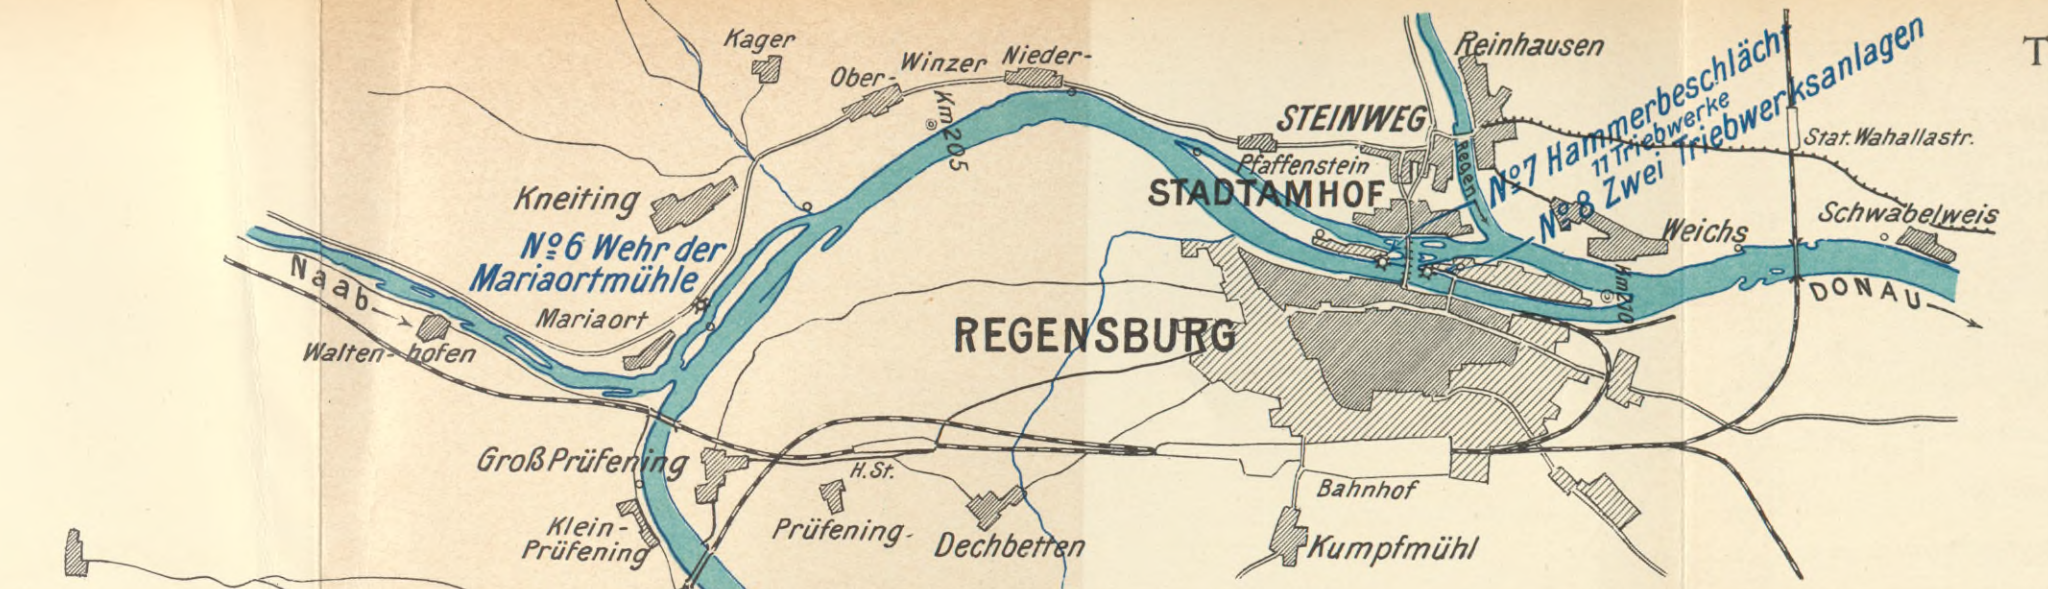 T
Kager
Reinhausen
Ober-Winzer Nieder-
Km 205
STEINWEG
Pfaffenstein
Regen
STADTAMHOF
№7 Hammerbeschlächt
11 Triebwerke
№8 Zwei Triebwerksanlagen
Stat. Wahallastr.
Kneiting
Weichs
Schwabelweis
№6 Wehr der
Mariaortmühle
Naab
Mariaort
Km 210
DONAU
REGENSBURG
Walten-hofen
Groß Prüfening
H. St.
Bahnhof
Klein-
Prüfening
Prüfening
Dechbetten
Kumpfmühl